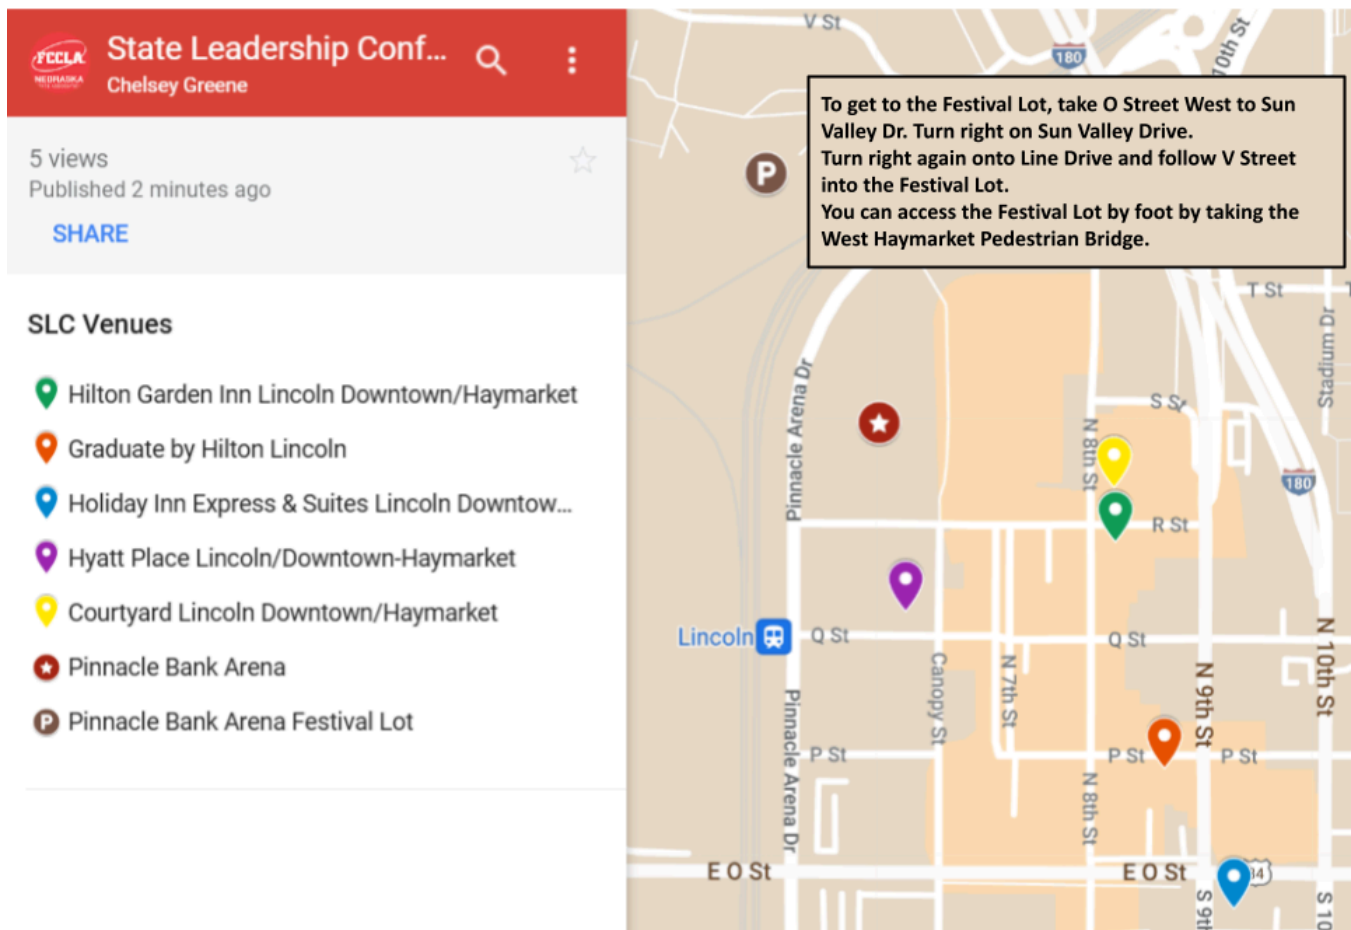 State Leadership Conf...
Chelsey Greene
FCCLA
NEBRASKA
5 views
Published 2 minutes ago
SHARE
SLC Venues
Hilton Garden Inn Lincoln Downtown/Haymarket
Graduate by Hilton Lincoln
Holiday Inn Express & Suites Lincoln Downtow...
Hyatt Place Lincoln/Downtown-Haymarket
Courtyard Lincoln Downtown/Haymarket
Pinnacle Bank Arena
P
Pinnacle Bank Arena Festival Lot
V St
180
10th St
P
To get to the Festival Lot, take O Street West to Sun
Valley Dr. Turn right on Sun Valley Drive.
Turn right again onto Line Drive and follow V Street
into the Festival Lot.
You can access the Festival Lot by foot by taking the
West Haymarket Pedestrian Bridge.
T St
Stadium Dr
Pinnacle Arena Dr
S St
N 8th St
180
R St
Lincoln
Q St
Q St
Canopy St
N 7th St
N 9th St
N 10th St
Pinnacle Arena Dr
P St
P St
P St
N 8th St
E O St
E O St
S 9th
S 10